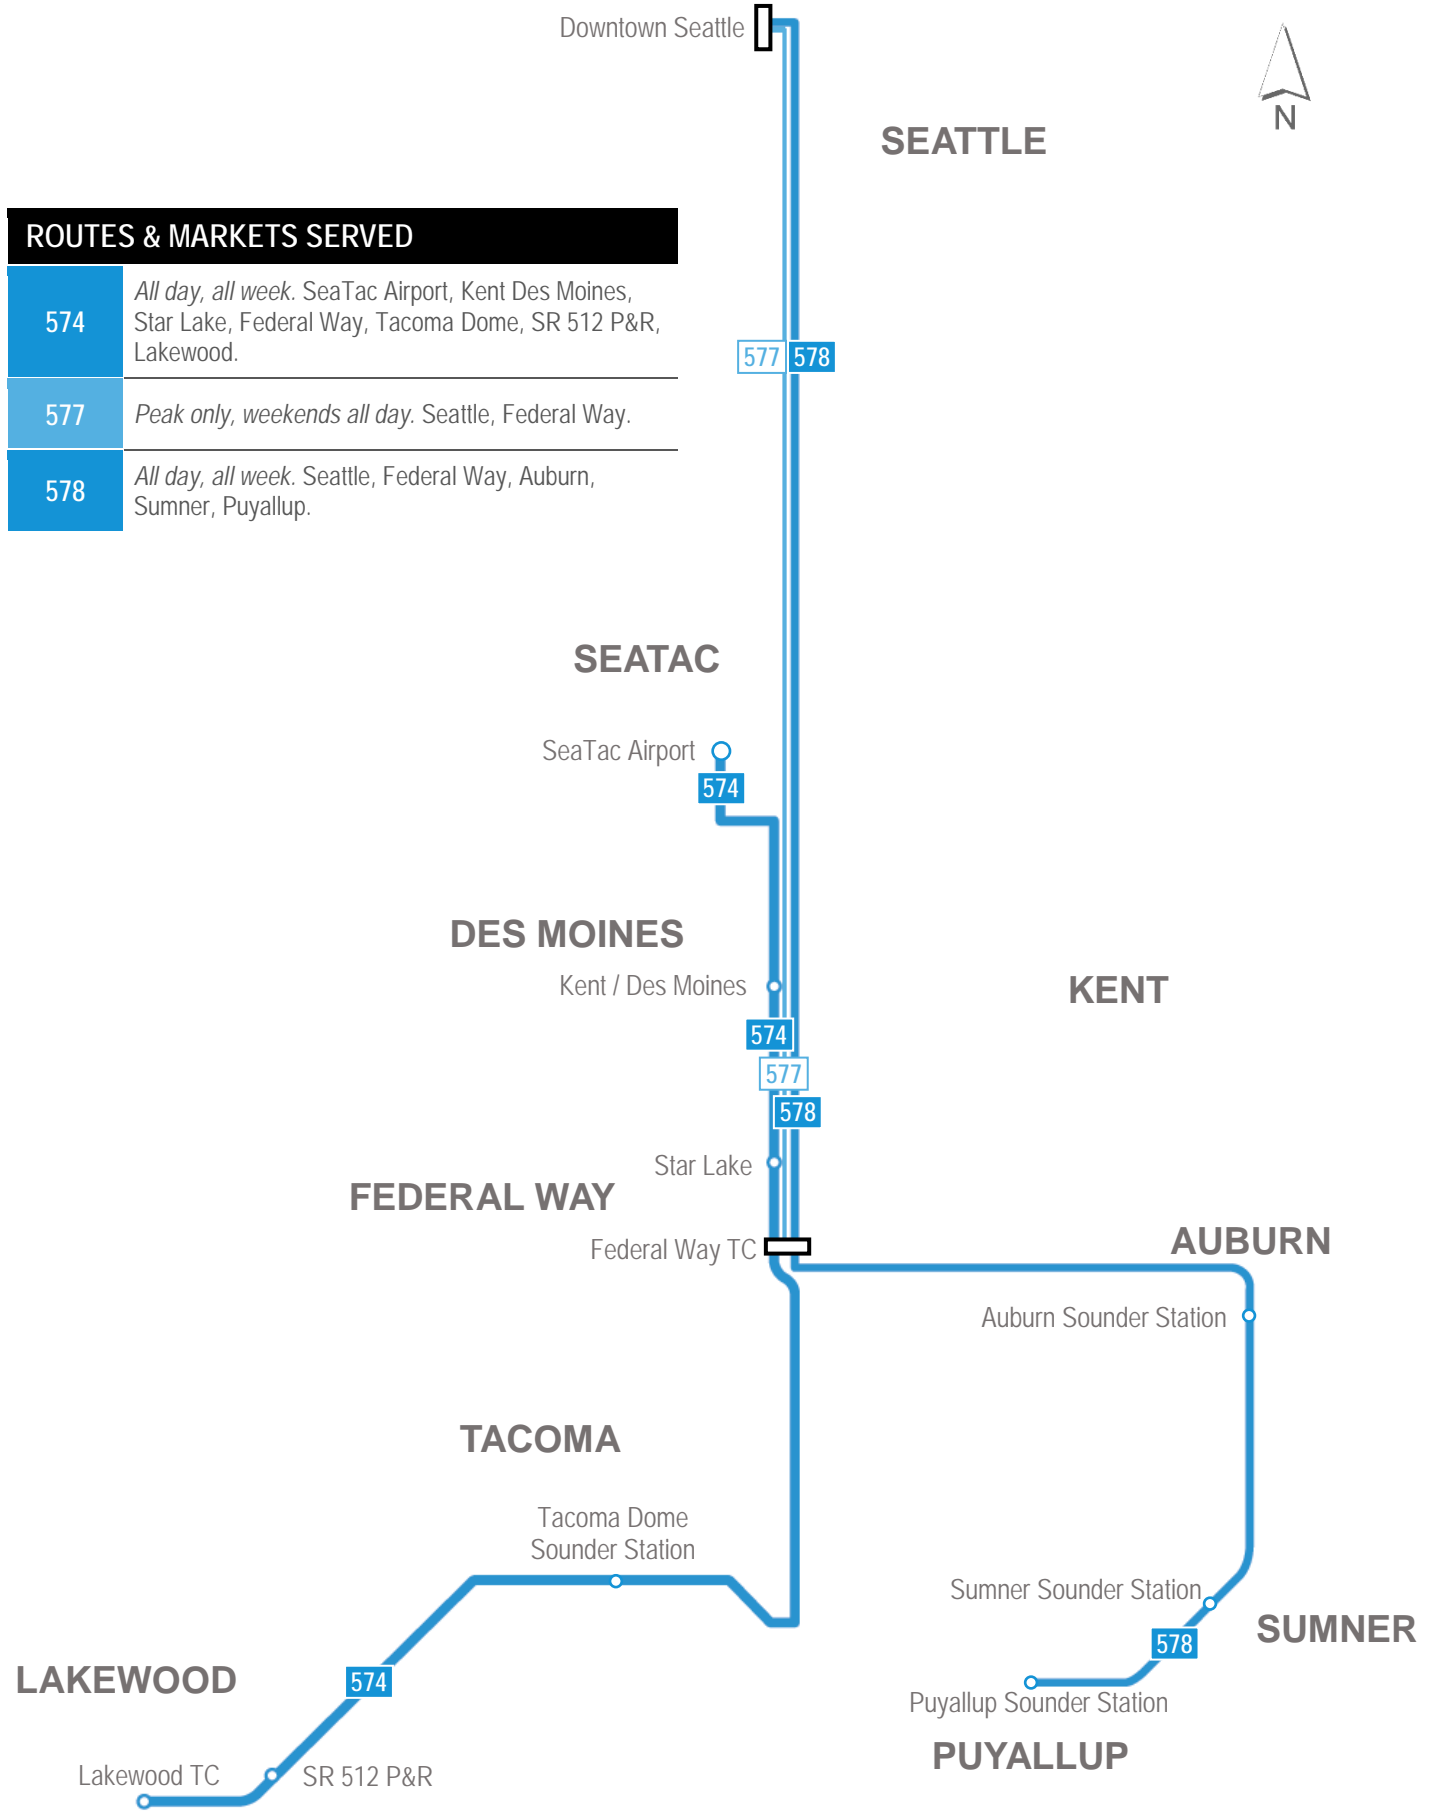 Downtown Seattle
N
SEATTLE
ROUTES & MARKETS SERVED
574
All day, all week. SeaTac Airport, Kent Des Moines,
Star Lake, Federal Way, Tacoma Dome, SR 512 P&R,
Lakewood.
577
Peak only, weekends all day. Seattle, Federal Way.
578
All day, all week. Seattle, Federal Way, Auburn,
Sumner, Puyallup.
577
578
SEATAC
SeaTac Airport
574
DES MOINES
Kent / Des Moines
KENT
574
577
578
Star Lake
FEDERAL WAY
Federal Way TC
AUBURN
Auburn Sounder Station
TACOMA
Tacoma Dome
Sounder Station
Sumner Sounder Station
SUMNER
578
LAKEWOOD
574
Puyallup Sounder Station
PUYALLUP
Lakewood TC
SR 512 P&R